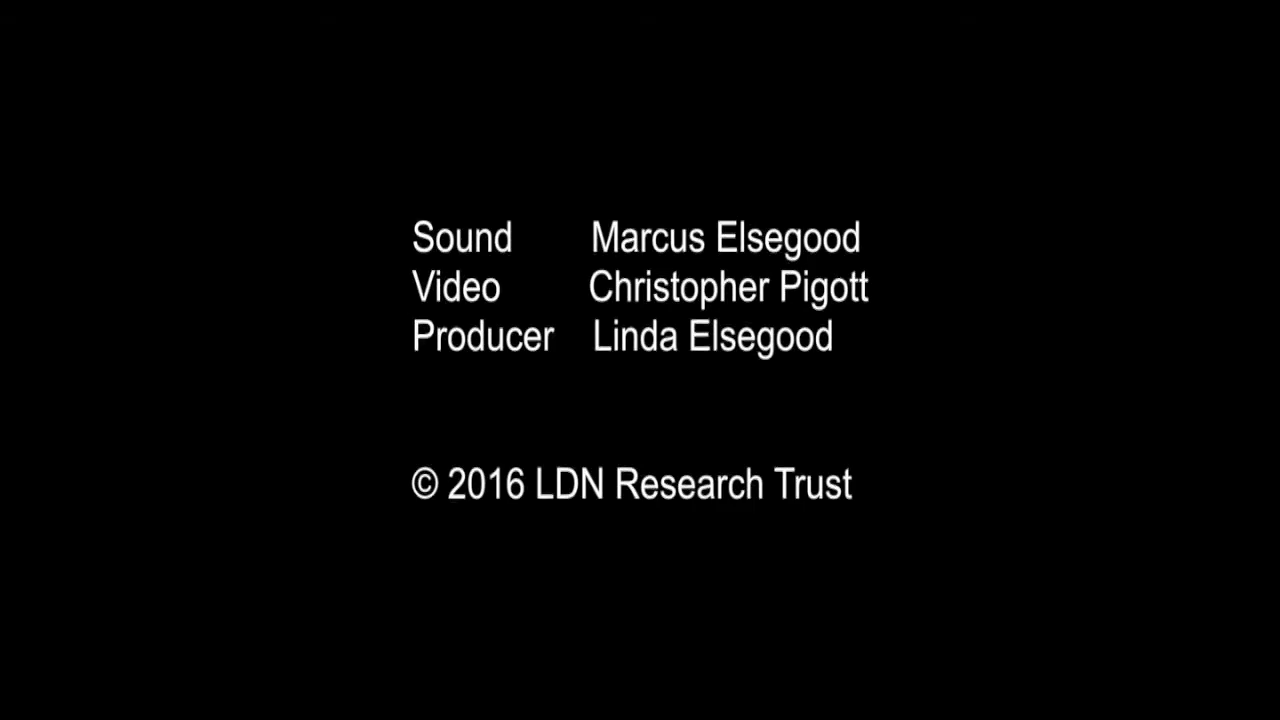 Sound Marcus Elsegood
Video Christopher Pigott
Producer Linda Elsegood
© 2016 LDN Research Trust